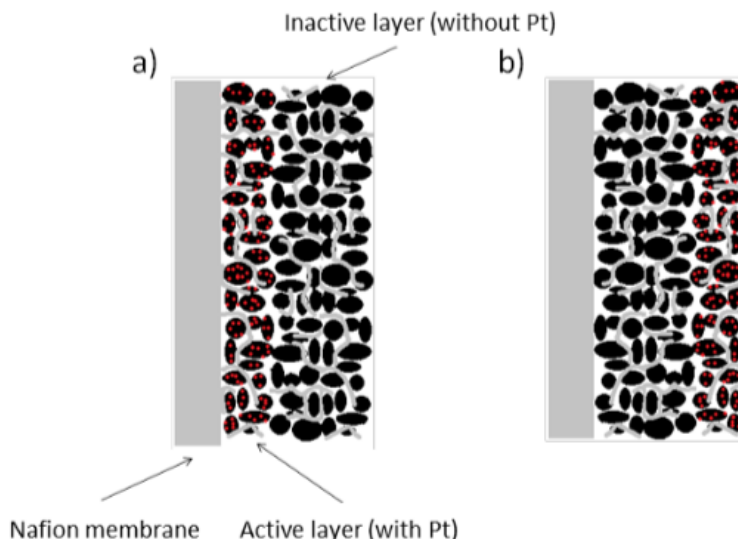 Inactive layer (without Pt)
a)
b)
Nafion membrane
Active layer (with Pt)